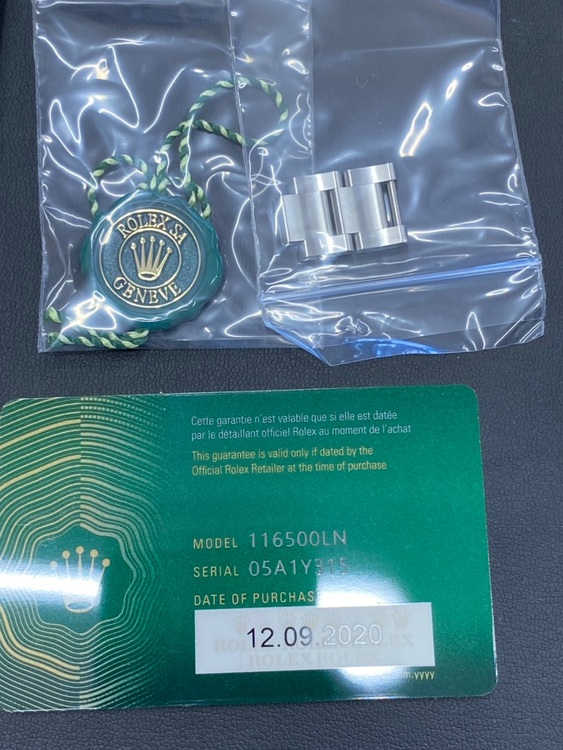 ROLEX SA
GENEVE
Cette garantie n'est valable que si elle est datée
par le détaillant officiel Rolex au moment de l'achat
This guarantee is valid only if dated by the
Official Rolex Retailer at the time of purchase
MODEL 116500LN
SERIAL 05A1Y315
DATE OF PURCHAS
12.09.2020